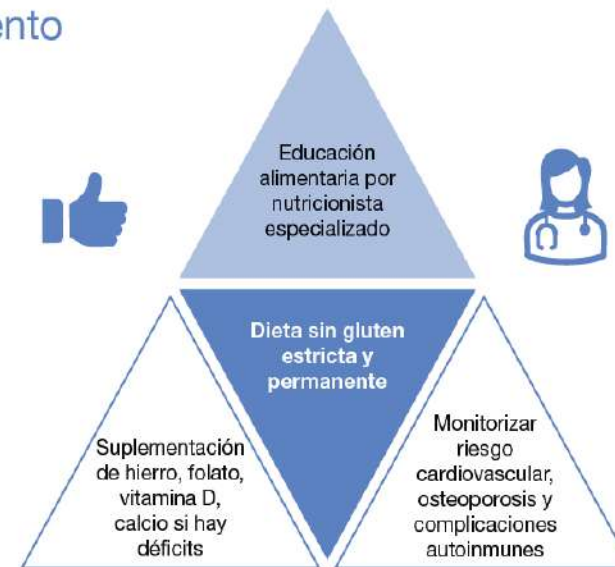 ento
Educación
alimentaria por
nutricionista
especializado
Dieta sin gluten
estricta y
permanente
Suplementación
de hierro, folato,
vitamina D,
calcio si hay
déficits
Monitorizar
riesgo
cardiovascular,
osteoporosis y
complicaciones
autoinmunes